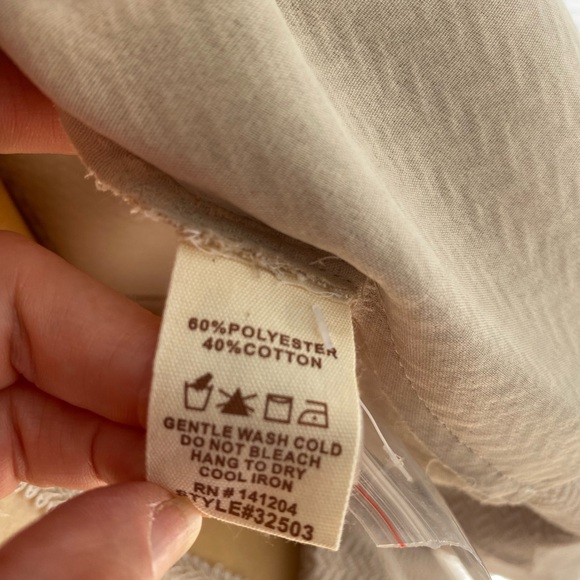 60%POLYESTER
40%COTTON
GENTLE WASH COLD
DO NOT BLEACH
HANG TO DRY
COOL IRON
RN # 141204
STYLE#32503